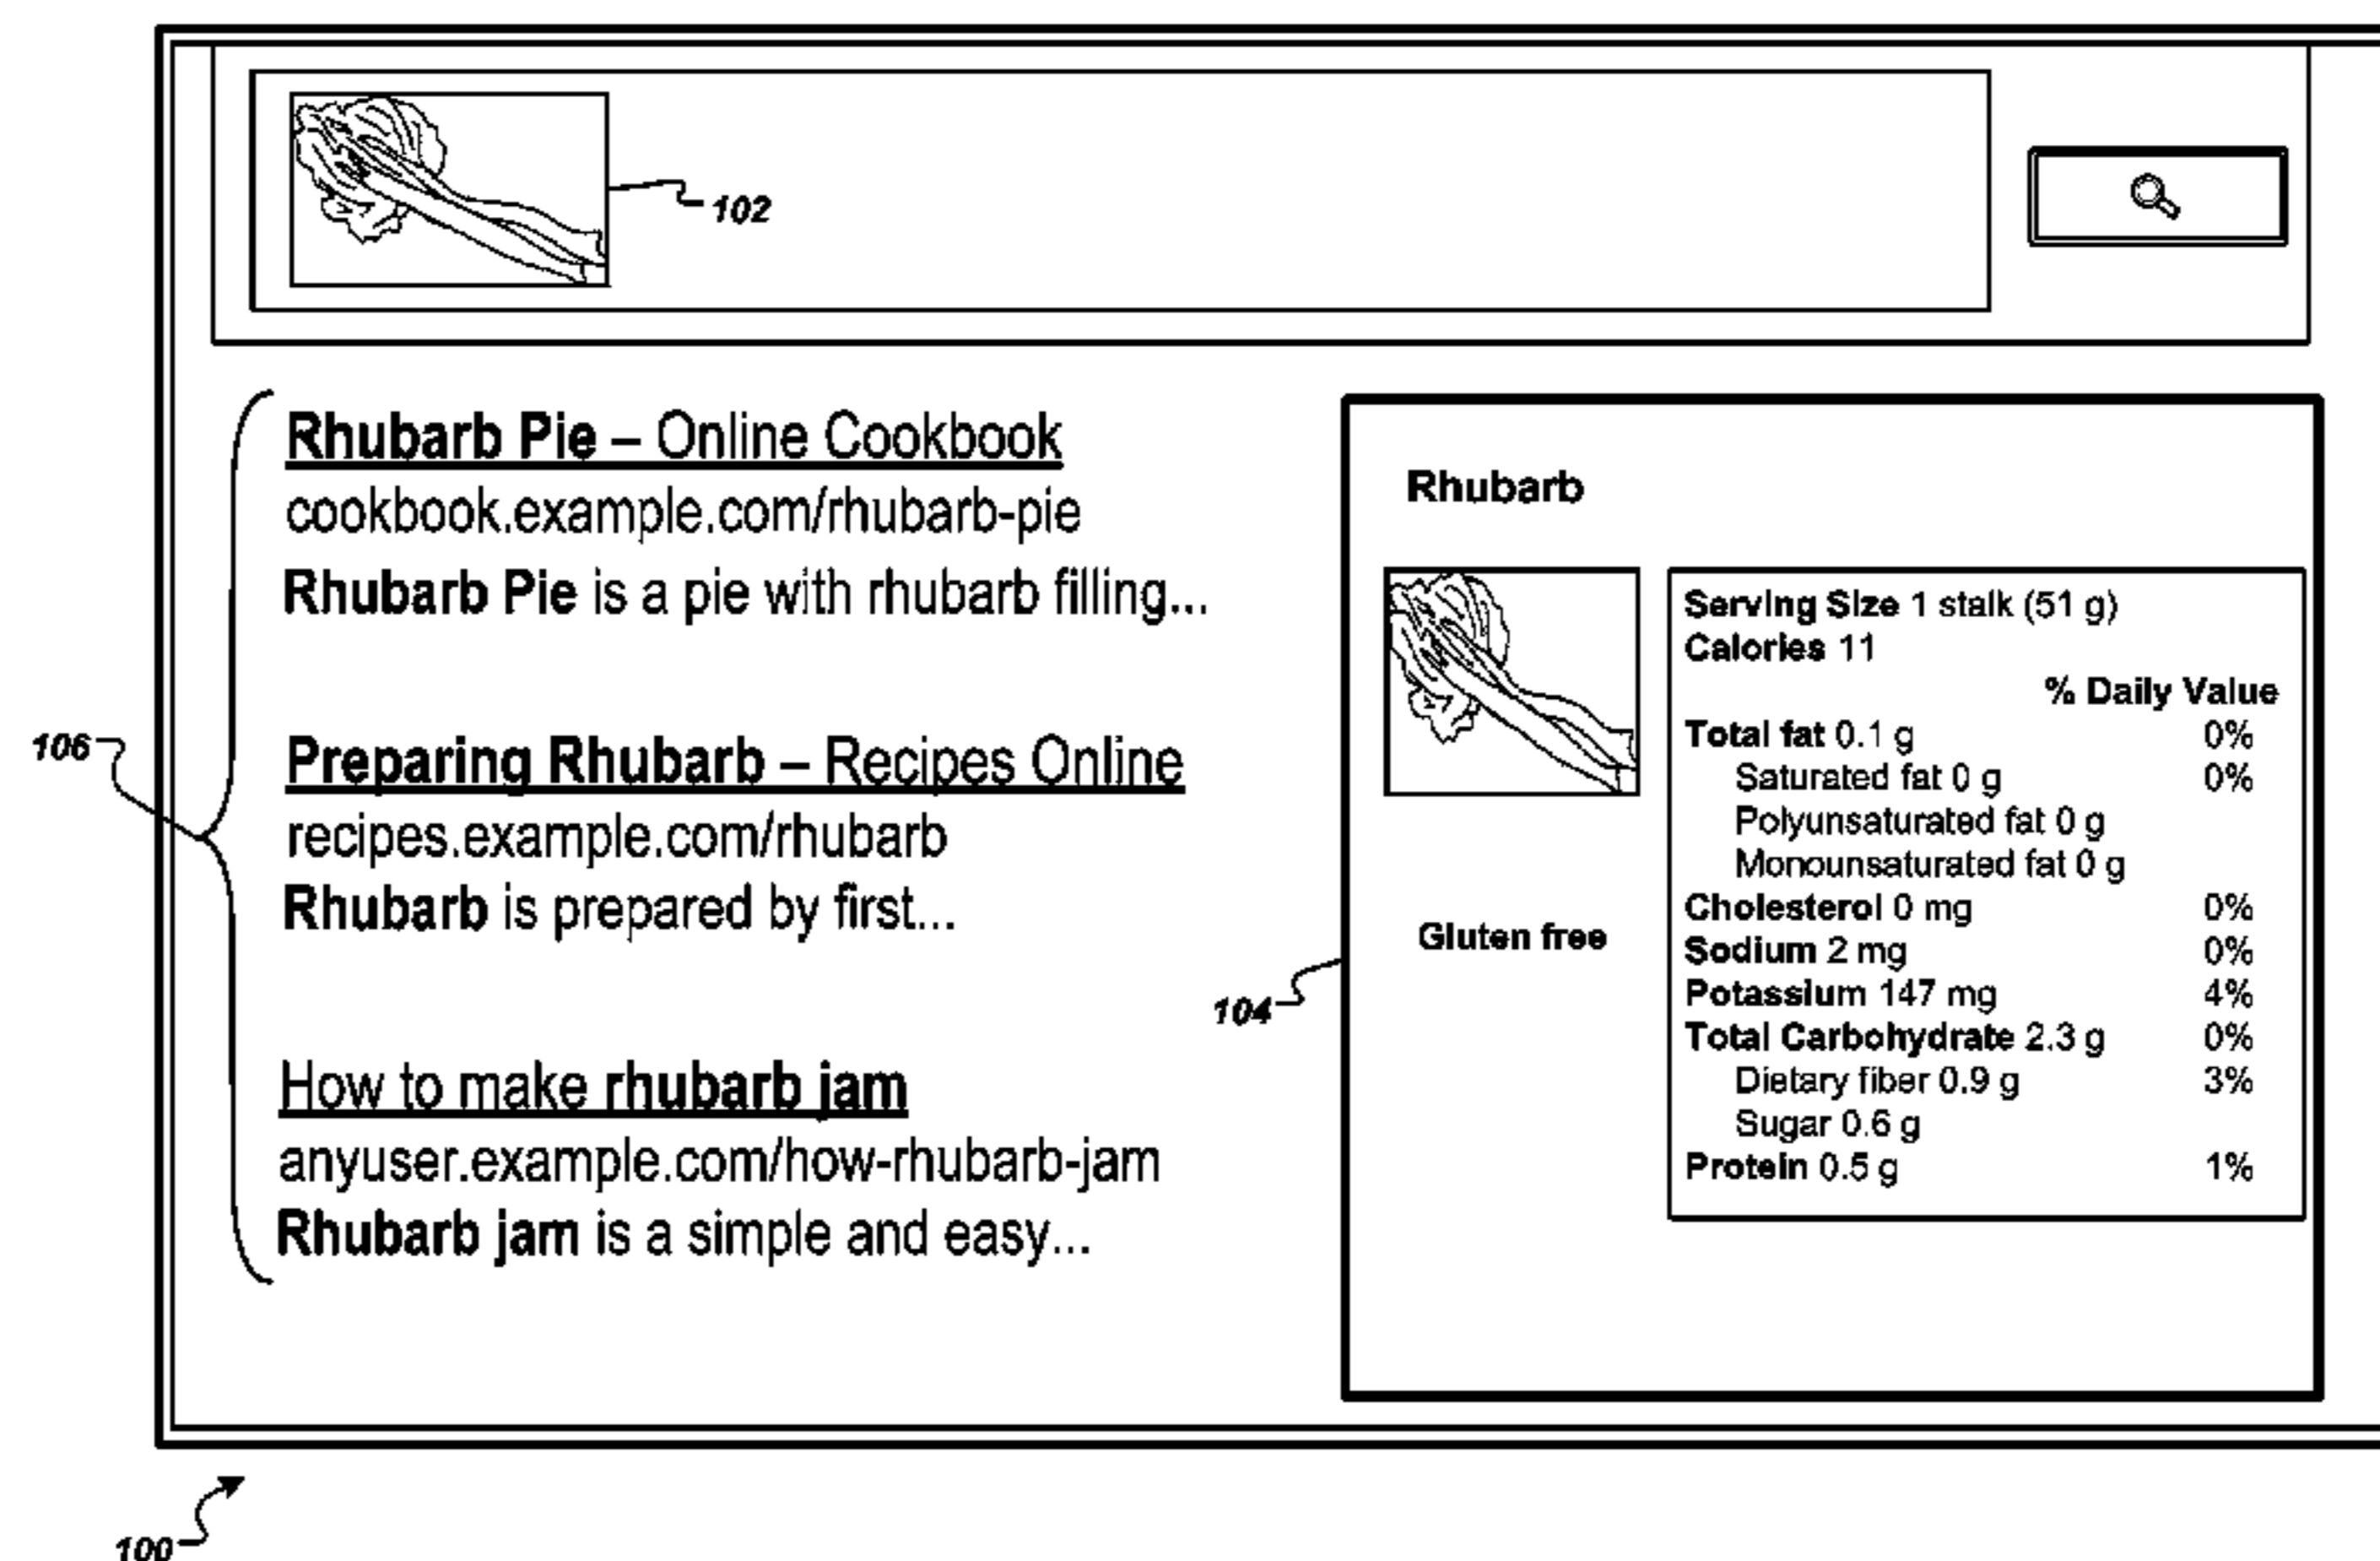 102
Rhubarb Pie – Online Cookbook
cookbook.example.com/rhubarb-pie
Rhubarb Pie is a pie with rhubarb filling...
106
Preparing Rhubarb – Recipes Online
recipes.example.com/rhubarb
Rhubarb is prepared by first...
How to make rhubarb jam
anyuser.example.com/how-rhubarb-jam
Rhubarb jam is a simple and easy...
104
Rhubarb
Gluten free
Serving Size 1 stalk (51 g)
Calories 11
% Daily Value
Total fat 0.1 g 0%
Saturated fat 0 g 0%
Polyunsaturated fat 0 g
Monounsaturated fat 0 g
Cholesterol 0 mg 0%
Sodium 2 mg 0%
Potassium 147 mg 4%
Total Carbohydrate 2.3 g 0%
Dietary fiber 0.9 g 3%
Sugar 0.6 g
Protein 0.5 g 1%
100